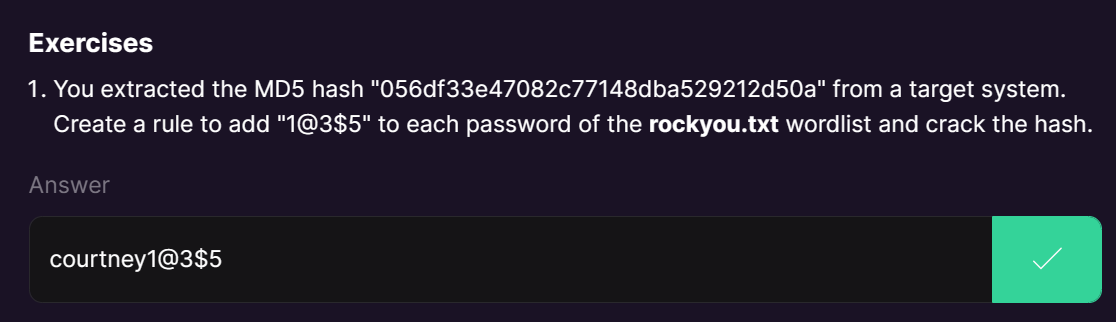 Exercises
1. You extracted the MD5 hash "056df33e47082c77148dba529212d50a" from a target system.
Create a rule to add "1@3$5" to each password of the rockyou.txt wordlist and crack the hash.
Answer
courtney1@3$5